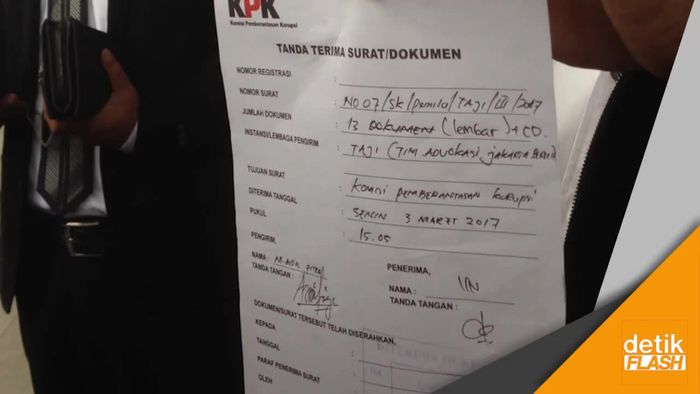 KPK
Komisi Pemberantasan Korupsi
TANDA TERIMA SURAT/DOKUMEN
NOMOR REGISTRASI :
NOMOR SURAT : NO 07/SK/Pemilu/TAJI/III/2017
JUMLAH DOKUMEN : 13 DOKUMENT (lembar) + CD.
INSTANSI/LEMBAGA PENGIRIM : TAJI (TIM ADVOKASI JAKARTA
TUJUAN SURAT : KOMISI PEMBERANTASAN KORUPSI
DITERIMA TANGGAL : SENIN 3 MARET 2017
PUKUL : 15.05
PENGIRIM, PENERIMA,
NAMA : NAMA :
TANDA TANGAN : TANDA TANGAN :
DOKUMEN/SURAT TERSEBUT TELAH DISERAHKAN,
KEPADA :
TANGGAL :
PARAF PENERIMA SURAT :
OLEH :
detik
FLASH